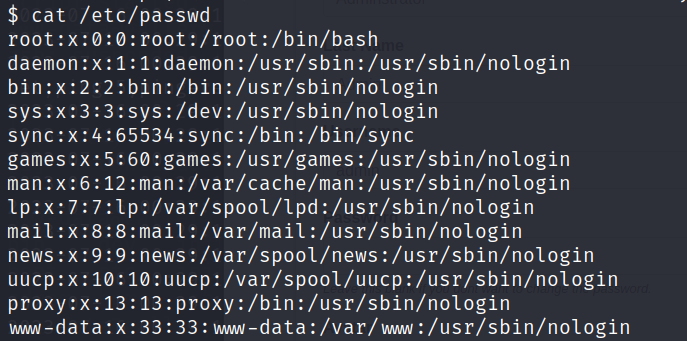 $ cat /etc/passwd
root:x:0:0:root:/root:/bin/bash
daemon:x:1:1:daemon:/usr/sbin:/usr/sbin/nologin
bin:x:2:2:bin:/bin:/usr/sbin/nologin
sys:x:3:3:sys:/dev:/usr/sbin/nologin
sync:x:4:65534:sync:/bin:/bin/sync
games:x:5:60:games:/usr/games:/usr/sbin/nologin
man:x:6:12:man:/var/cache/man:/usr/sbin/nologin
lp:x:7:7:lp:/var/spool/lpd:/usr/sbin/nologin
mail:x:8:8:mail:/var/mail:/usr/sbin/nologin
news:x:9:9:news:/var/spool/news:/usr/sbin/nologin
uucp:x:10:10:uucp:/var/spool/uucp:/usr/sbin/nologin
proxy:x:13:13:proxy:/bin:/usr/sbin/nologin
www-data:x:33:33:www-data:/var/www:/usr/sbin/nologin